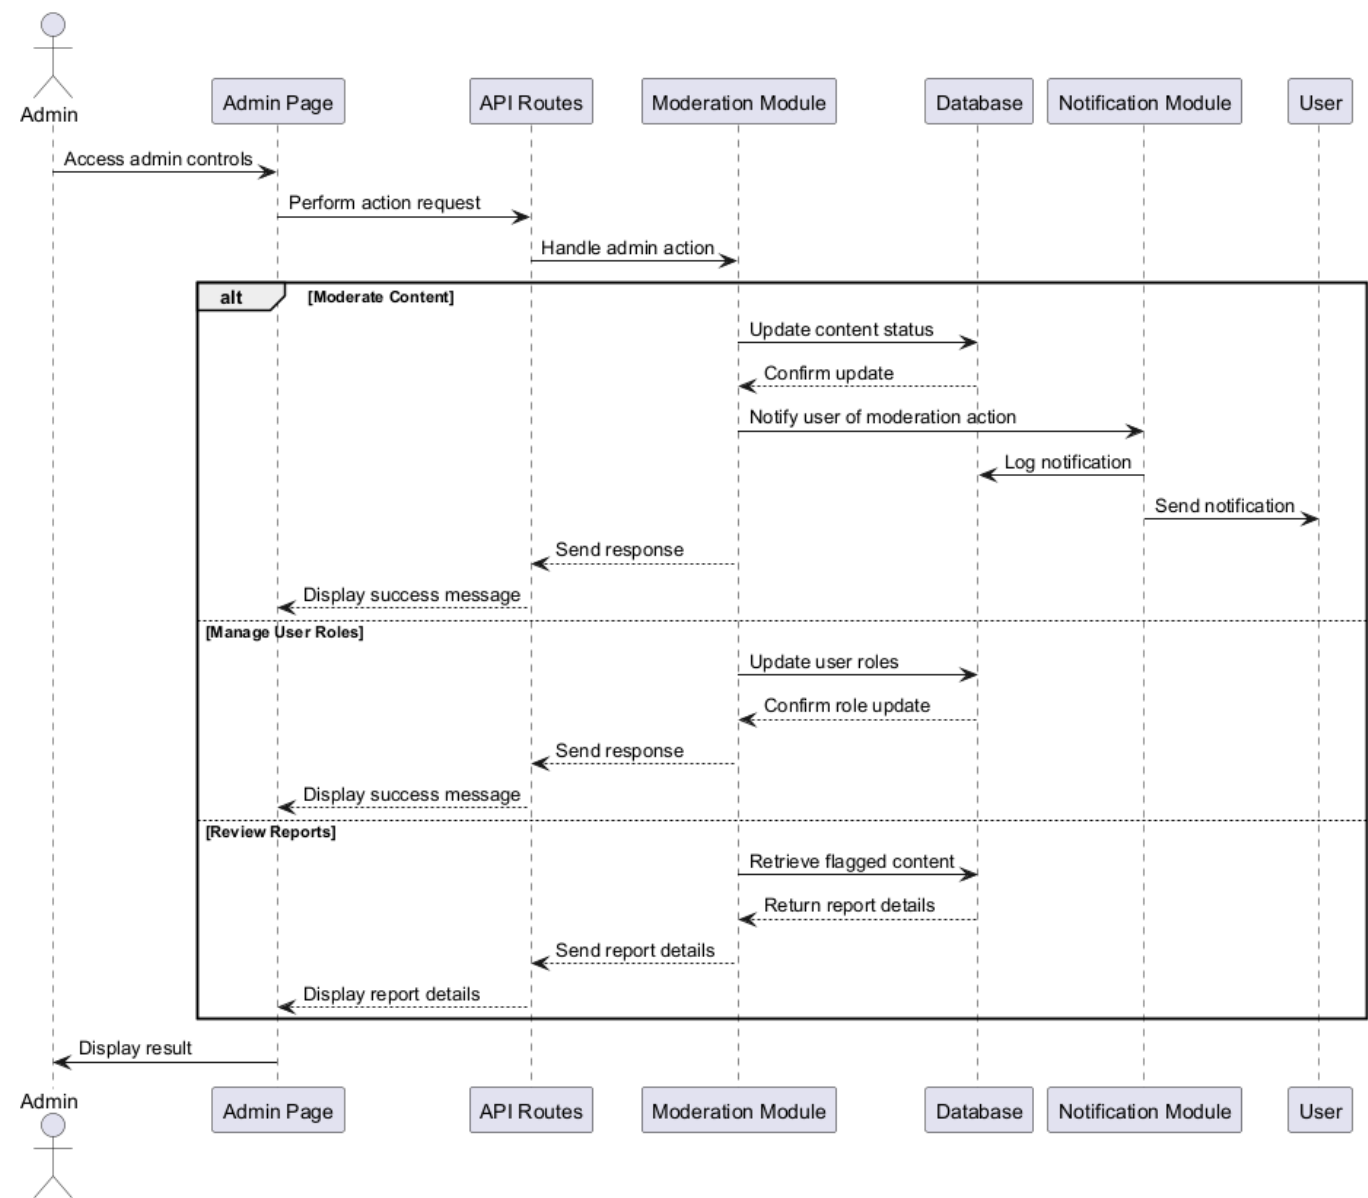 Admin
Admin Page
API Routes
Moderation Module
Database
Notification Module
User
Access admin controls
Perform action request
Handle admin action
alt
[Moderate Content]
Update content status
Confirm update
Notify user of moderation action
Log notification
Send notification
Send response
Display success message
[Manage User Roles]
Update user roles
Confirm role update
Send response
Display success message
[Review Reports]
Retrieve flagged content
Return report details
Send report details
Display report details
Display result
Admin
Admin Page
API Routes
Moderation Module
Database
Notification Module
User